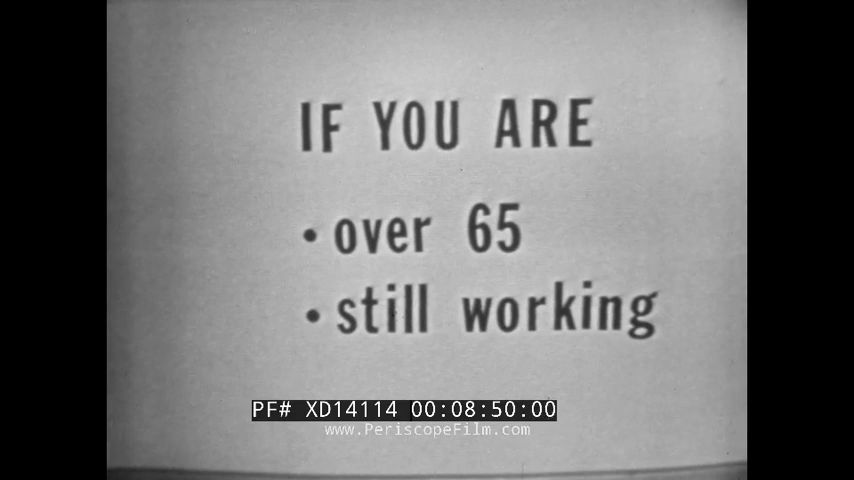 IF YOU ARE
• over 65
• still working
PF# XD14114 00:08:50:00
www.PeriscopeFilm.com